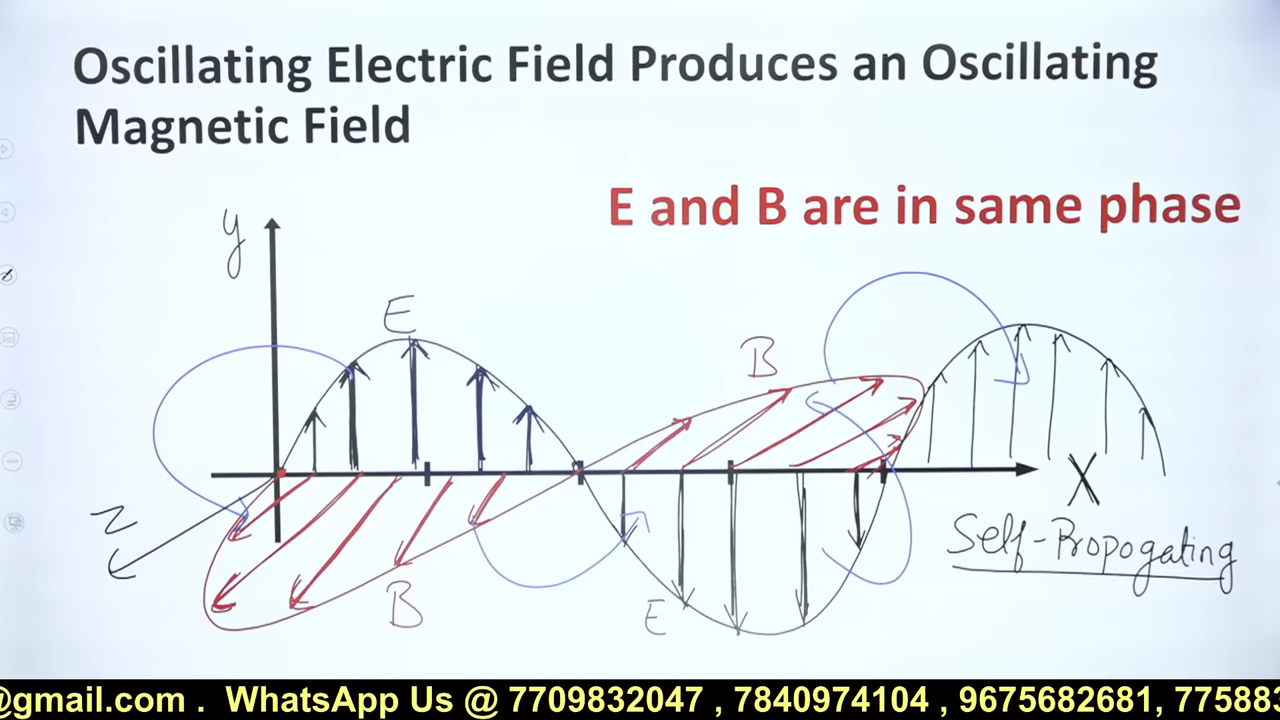 Oscillating Electric Field Produces an Oscillating
Magnetic Field
E and B are in same phase
y
E
B
z
X
Self-Propogating
B
E
@gmail.com . WhatsApp Us @ 7709832047 , 7840974104 , 9675682681, 775883